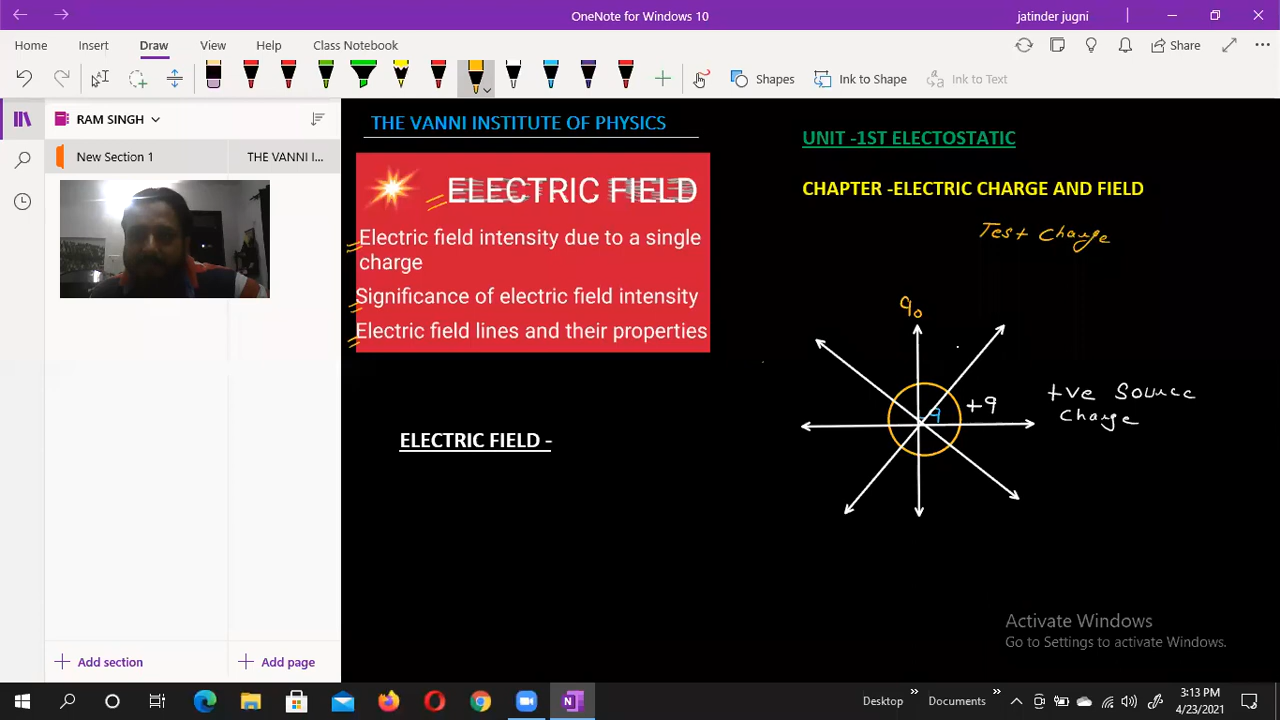 OneNote for Windows 10
jatinder jugni
Home
Insert
Draw
View
Help
Class Notebook
Share
Shapes
Ink to Shape
Ink to Text
RAM SINGH
New Section 1
THE VANNI I...
THE VANNI INSTITUTE OF PHYSICS
ELECTRIC FIELD
Electric field intensity due to a single
charge
Significance of electric field intensity
Electric field lines and their properties
ELECTRIC FIELD -
UNIT -1ST ELECTOSTATIC
CHAPTER -ELECTRIC CHARGE AND FIELD
Test Charge
q0
q
+q
+ve Source
Charge
Activate Windows
Go to Settings to activate Windows.
Add section
Add page
Desktop
Documents
3:13 PM
4/23/2021